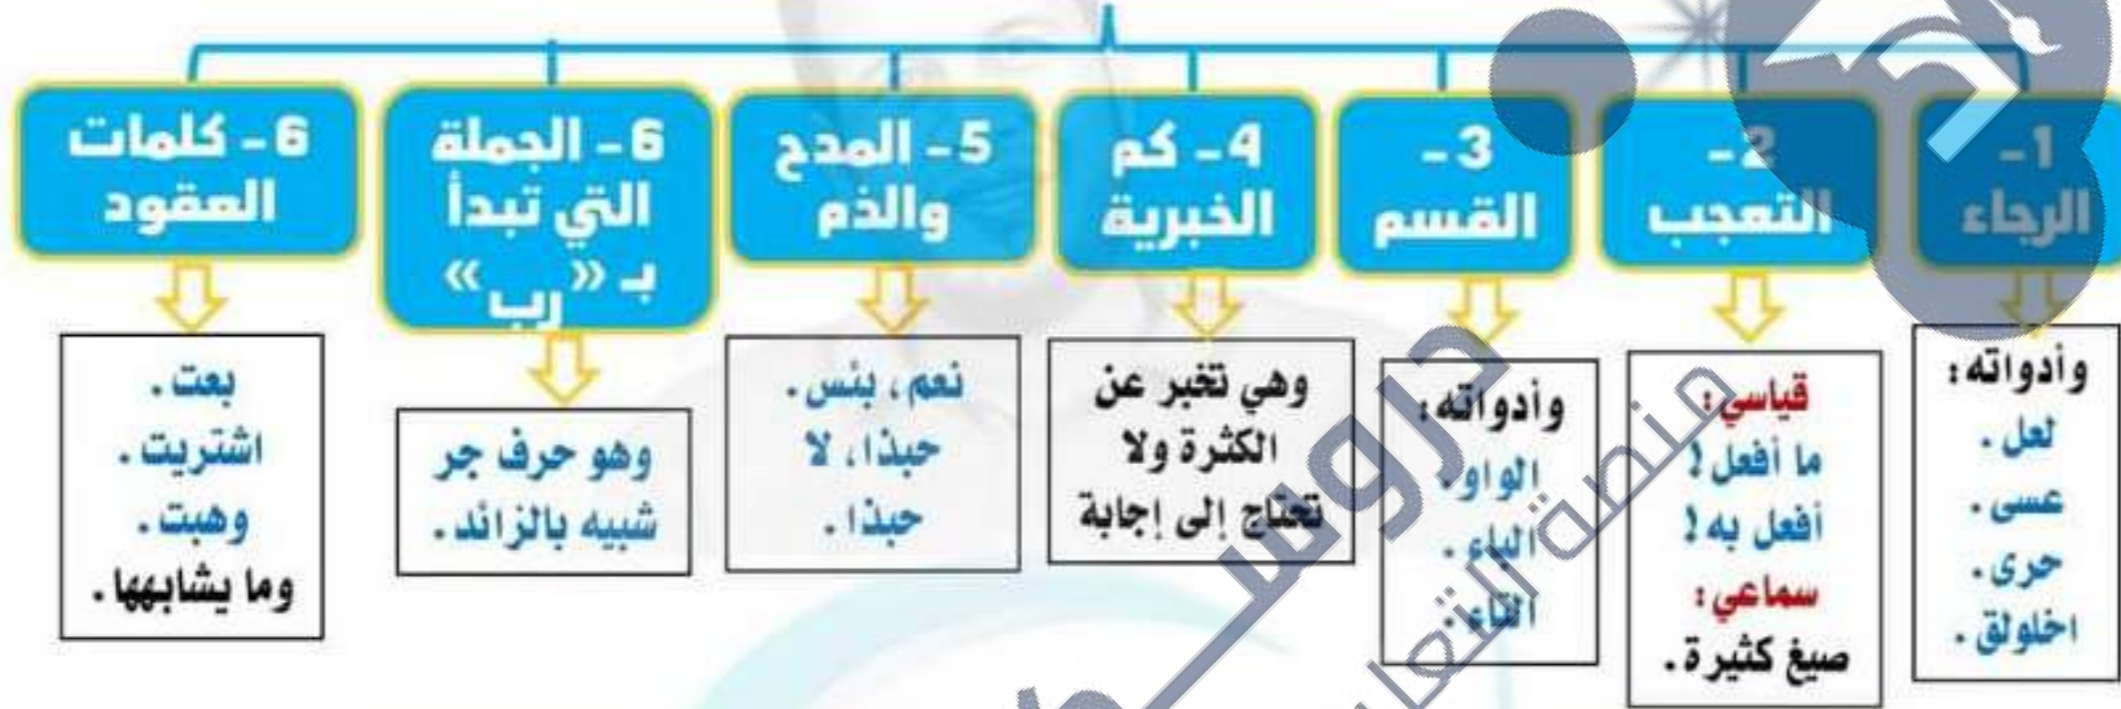 1- الرجاء
وأدواته:
لعل.
عسى.
حرى.
اخلولق.
2- التعجب
قياسي:
ما أفعل!
أفعل به!
سماعي:
صيغ كثيرة.
3- القسم
وأدواته:
الواو.
الباء.
التاء.
4- كم
الخبرية
وهي تخبر عن
الكثرة ولا
تحتاج إلى إجابة
5- المدح
والذم
نعم، بئس.
حبذا، لا
حبذا.
6- الجملة
التي تبدأ
بـ «رب»
وهو حرف جر
شبيه بالزائد.
6- كلمات
العقود
بعت.
اشتريت.
وهبت.
وما يشابهها.
دروس
منصة